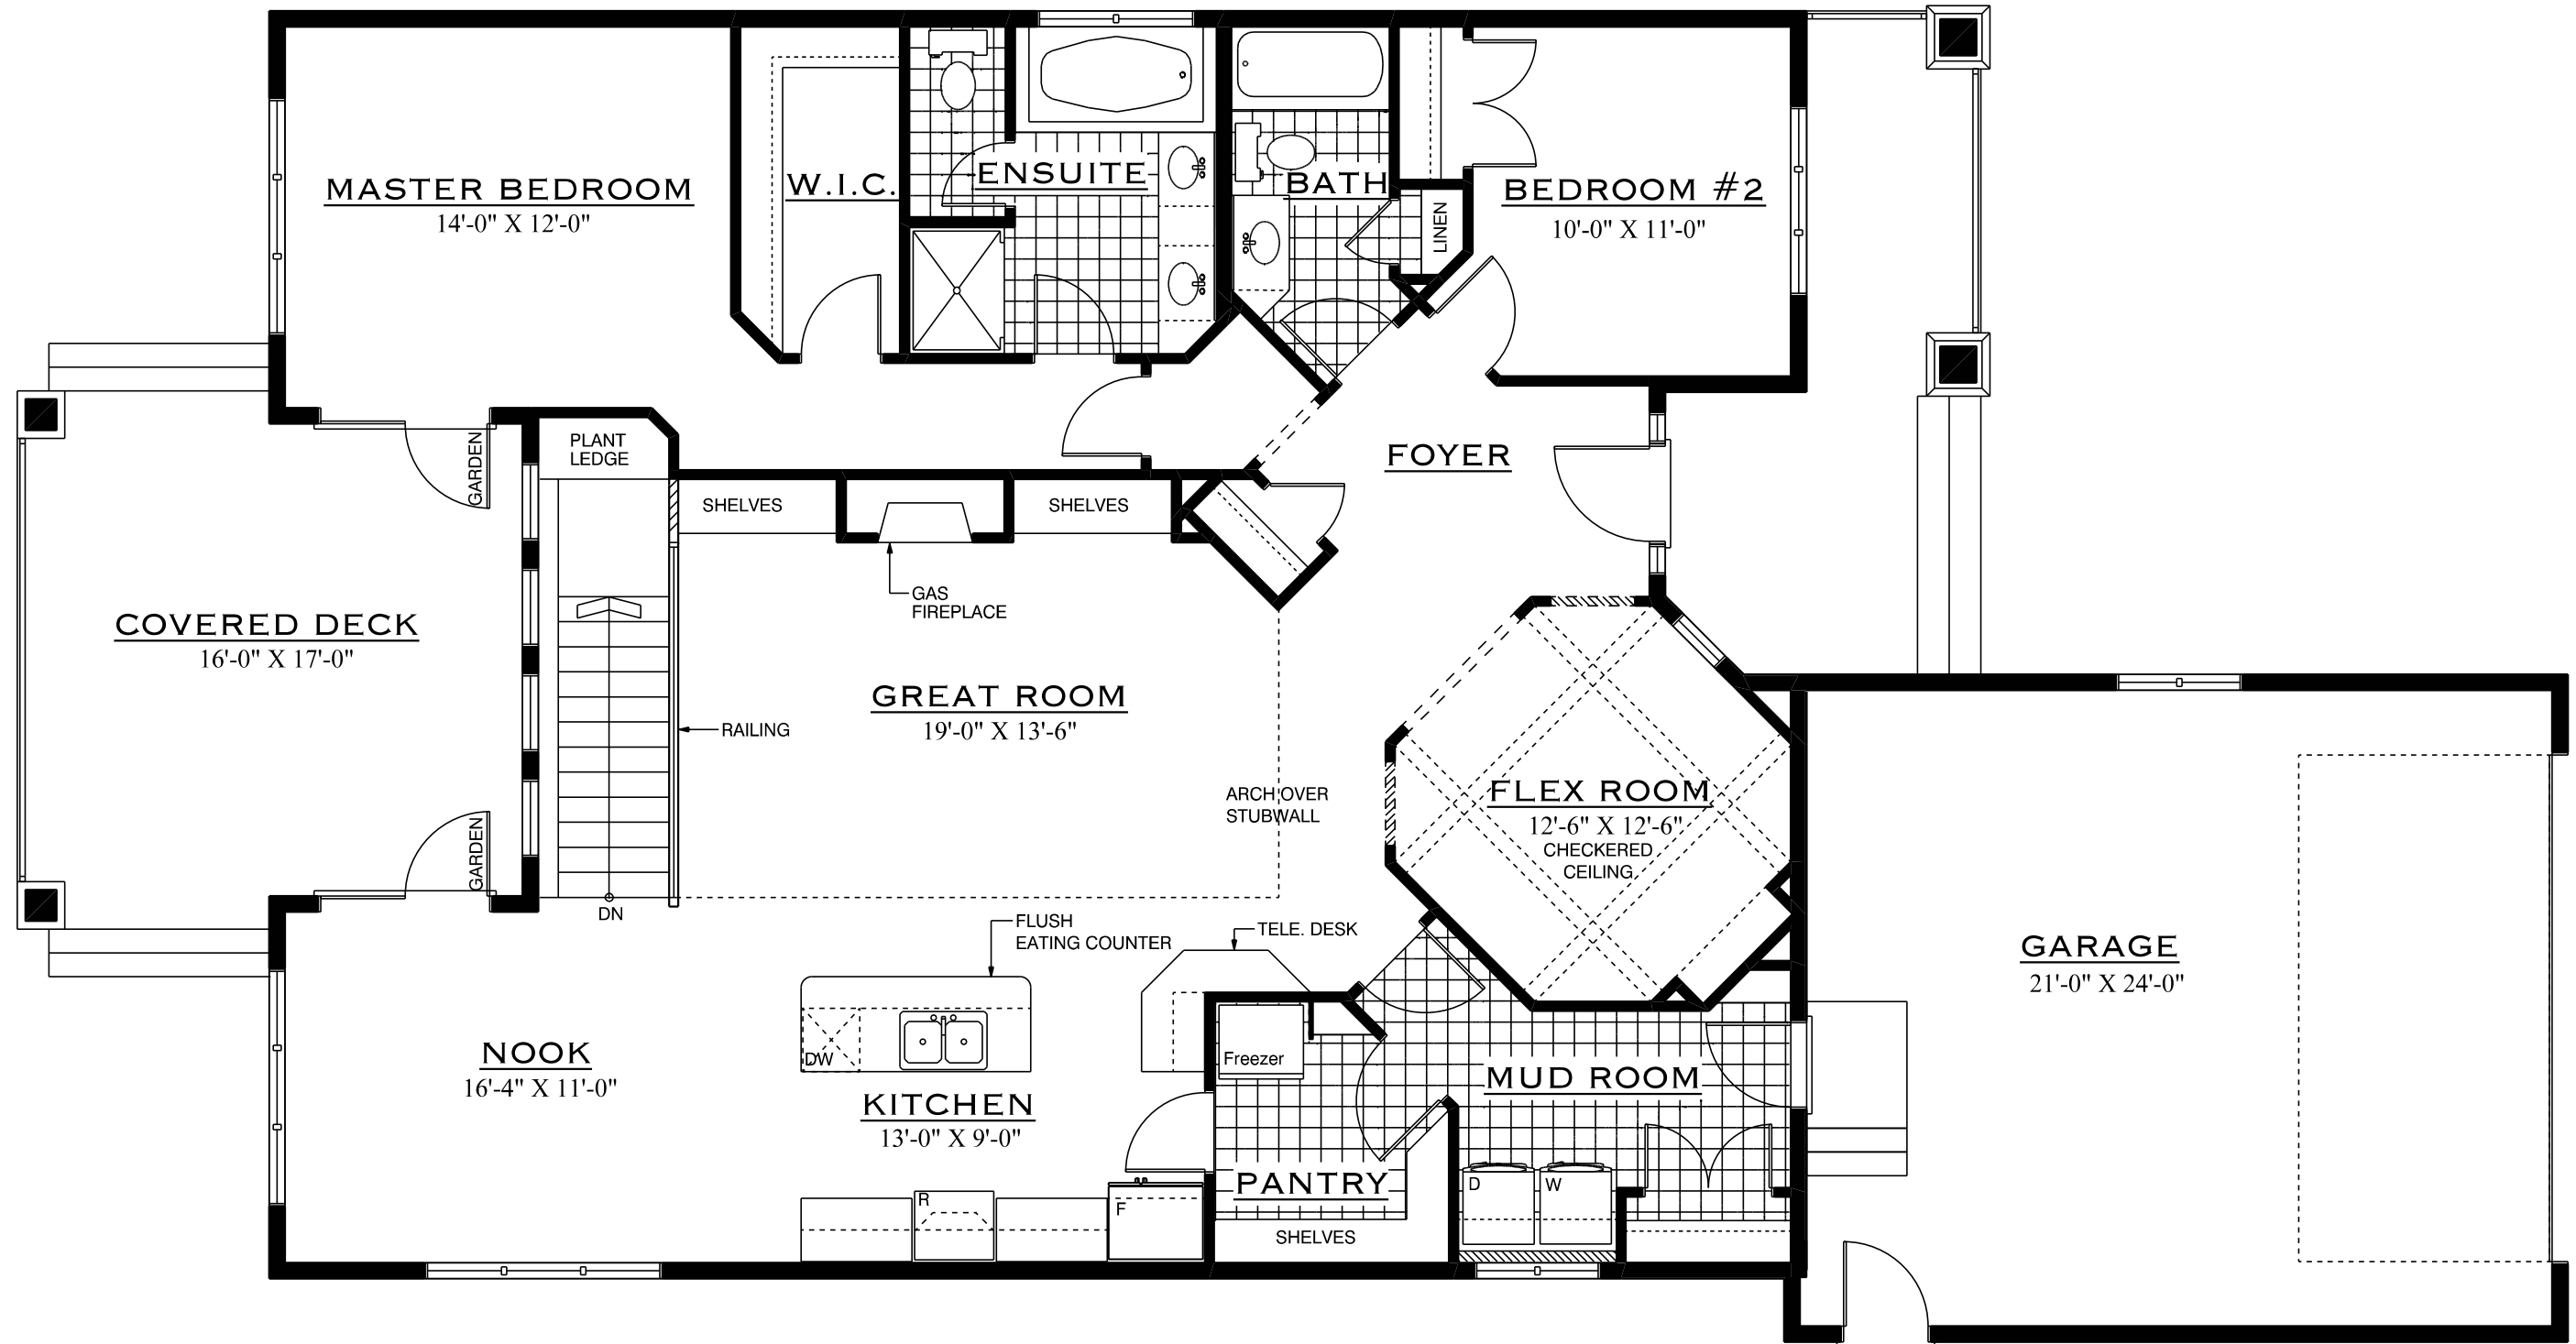 MASTER BEDROOM
14'-0" X 12'-0"
W.I.C.
ENSUITE
BATH
LINEN
BEDROOM #2
10'-0" X 11'-0"
GARDEN
PLANT
LEDGE
SHELVES
SHELVES
FOYER
GAS
FIREPLACE
COVERED DECK
16'-0" X 17'-0"
GREAT ROOM
19'-0" X 13'-6"
RAILING
ARCH OVER
STUBWALL
FLEX ROOM
12'-6" X 12'-6"
CHECKERED
CEILING
GARDEN
DN
FLUSH
EATING COUNTER
TELE. DESK
GARAGE
21'-0" X 24'-0"
NOOK
16'-4" X 11'-0"
DW
KITCHEN
13'-0" X 9'-0"
Freezer
MUD ROOM
PANTRY
D
W
R
F
SHELVES